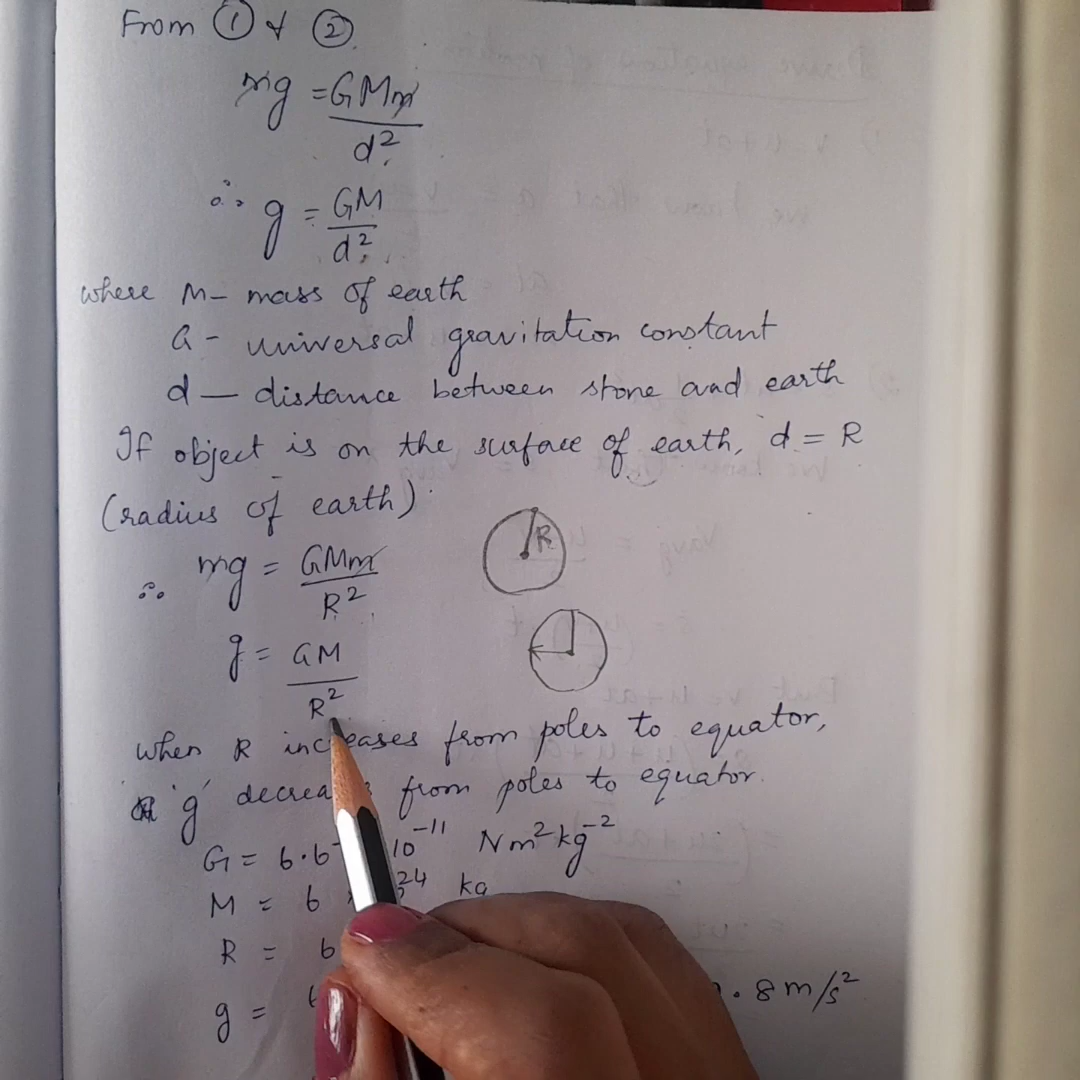 From ① & ②
mg = GMm
d²
∴ g = GM
d²
where M – mass of earth
G – universal gravitation constant
d — distance between stone and earth
If object is on the surface of earth, d = R
(radius of earth)
R
∴ mg = GMm
R²
g = GM
R²
when R increases from poles to equator,
'g' from poles to equator.
G = 6.6 10⁻¹¹ Nm²kg⁻²
M = 6 24 kg
R = 6
g = 6 .8 m/s²